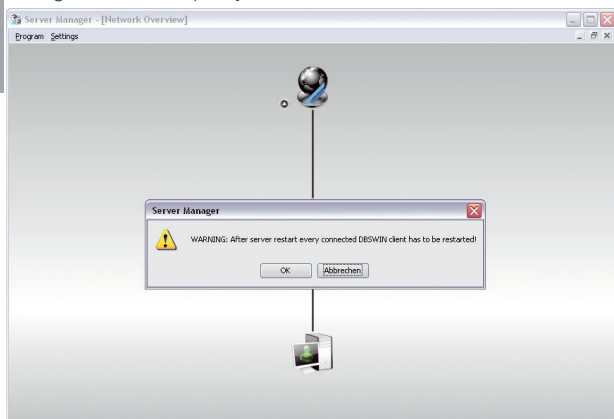 Server Manager - [Network Overview]
Program Settings
Server Manager
WARNING: After server restart every connected DBSWIN client has to be restarted!
OK Abbrechen